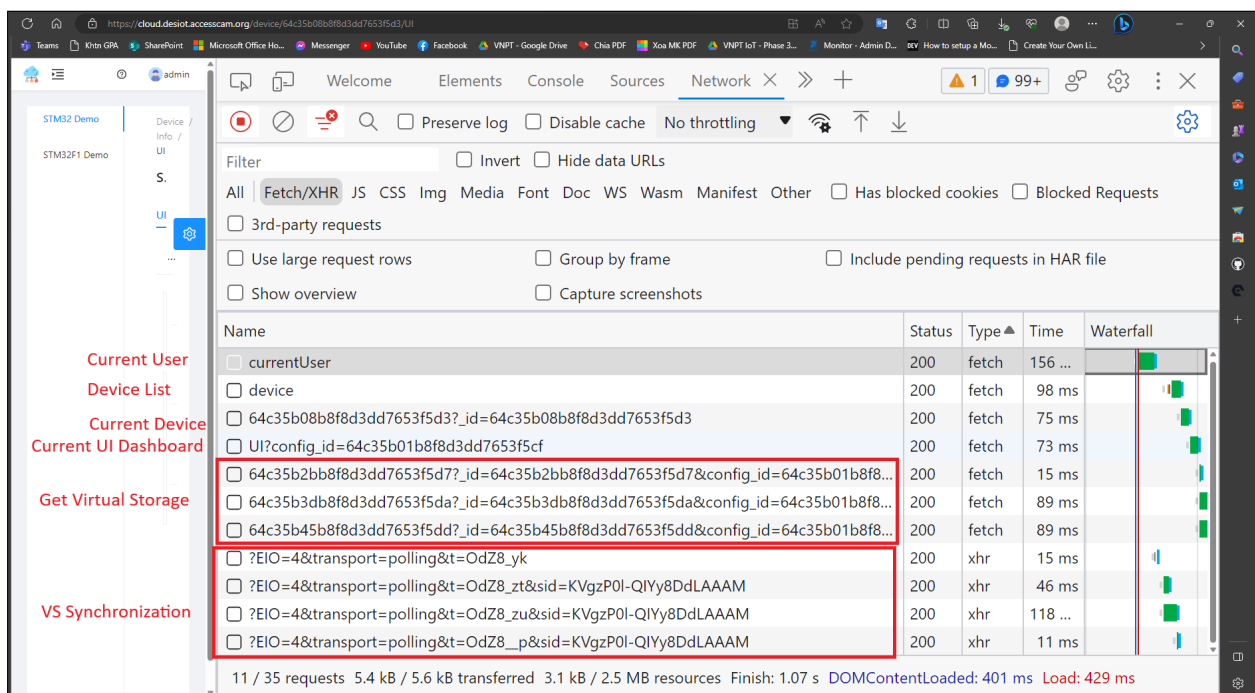 https://cloud.desiot.accesscam.org/device/64c35b08b8f8d3dd7653f5d3/UI
Teams Khtn GPA SharePoint Microsoft Office Ho... Messenger YouTube Facebook VNPT - Google Drive Chia PDF Xoa MK PDF VNPT IoT - Phase 3... Monitor - Admin D... DEV How to setup a Mo... Create Your Own Li...
admin
STM32 Demo
STM32F1 Demo
Device /
Info /
UI
S.
UI
...
Welcome Elements Console Sources Network 1 99+
Preserve log Disable cache No throttling
Filter Invert Hide data URLs
All Fetch/XHR JS CSS Img Media Font Doc WS Wasm Manifest Other Has blocked cookies Blocked Requests
3rd-party requests
Use large request rows Group by frame Include pending requests in HAR file
Show overview Capture screenshots
Name Status Type Time Waterfall
Current User currentUser 200 fetch 156 ...
Device List device 200 fetch 98 ms
Current Device 64c35b08b8f8d3dd7653f5d3?_id=64c35b08b8f8d3dd7653f5d3 200 fetch 75 ms
Current UI Dashboard UI?config_id=64c35b01b8f8d3dd7653f5cf 200 fetch 73 ms
64c35b2bb8f8d3dd7653f5d7?_id=64c35b2bb8f8d3dd7653f5d7&config_id=64c35b01b8f8... 200 fetch 15 ms
Get Virtual Storage 64c35b3db8f8d3dd7653f5da?_id=64c35b3db8f8d3dd7653f5da&config_id=64c35b01b8f8... 200 fetch 89 ms
64c35b45b8f8d3dd7653f5dd?_id=64c35b45b8f8d3dd7653f5dd&config_id=64c35b01b8f8... 200 fetch 89 ms
?EIO=4&transport=polling&t=OdZ8_yk 200 xhr 15 ms
?EIO=4&transport=polling&t=OdZ8_zt&sid=KVgzP0l-QIYy8DdLAAAM 200 xhr 46 ms
VS Synchronization ?EIO=4&transport=polling&t=OdZ8_zu&sid=KVgzP0l-QIYy8DdLAAAM 200 xhr 118 ...
?EIO=4&transport=polling&t=OdZ8__p&sid=KVgzP0l-QIYy8DdLAAAM 200 xhr 11 ms
11 / 35 requests 5.4 kB / 5.6 kB transferred 3.1 kB / 2.5 MB resources Finish: 1.07 s DOMContentLoaded: 401 ms Load: 429 ms